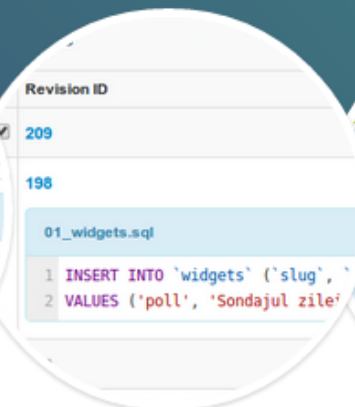 Revision ID
209
198
01_widgets.sql
1 INSERT INTO `widgets` (`slug`, `
2 VALUES ('poll', 'Sondajul zilei